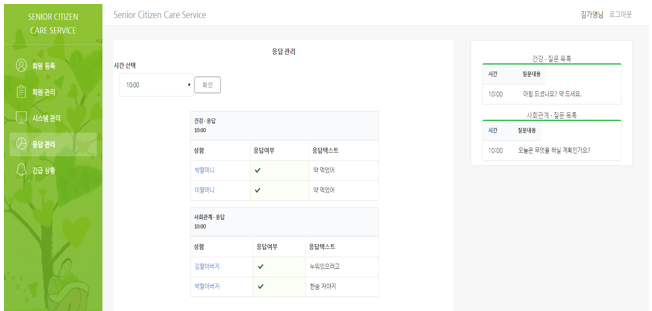 SENIOR CITIZEN
CARE SERVICE
회원 등록
회원 관리
시스템 관리
응답 관리
긴급 상황
Senior Citizen Care Service
김가영님 로그아웃
응답 관리
시간 선택
10:00 확인
건강 - 응답
10:00
성함 응답여부 응답텍스트
박할머니 약 먹었어
이할머니 약 먹었어
사회관계 - 응답
10:00
성함 응답여부 응답텍스트
김할아버지 누워있으려고
박할아버지 한숨 자야지
건강 - 질문 목록
시간 질문내용
10:00 아침 드셨나요? 약 드세요.
사회관계 - 질문 목록
시간 질문내용
10:00 오늘은 무엇을 하실 계획인가요?